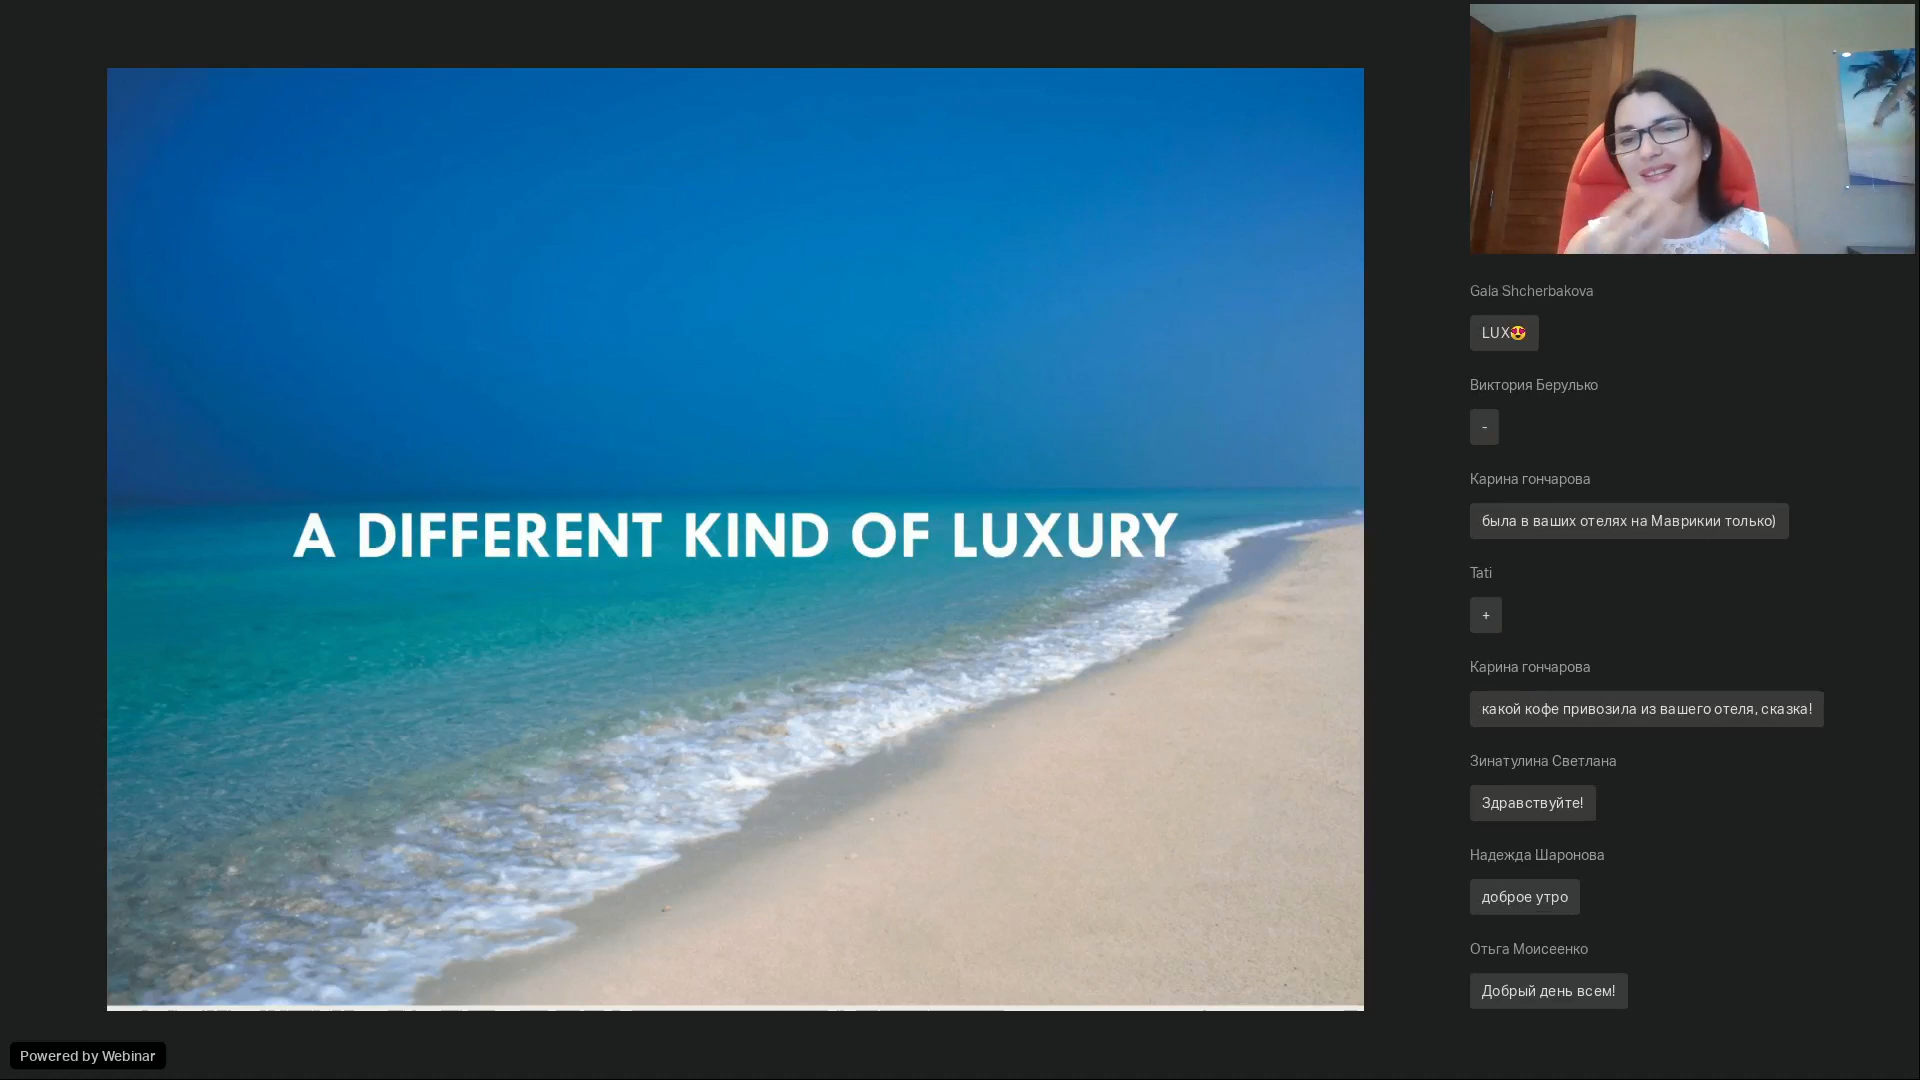 A DIFFERENT KIND OF LUXURY
Gala Shcherbakova
LUX😍
Виктория Берулько
-
Карина гончарова
была в ваших отелях на Маврикии только)
Tati
+
Карина гончарова
какой кофе привозила из вашего отеля, сказка!
Зинатулина Светлана
Здравствуйте!
Надежда Шаронова
доброе утро
Отьга Моисеенко
Добрый день всем!
Powered by Webinar